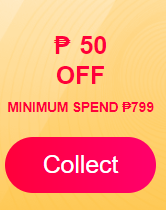 ₱ 50
OFF
MINIMUM SPEND ₱799
Collect